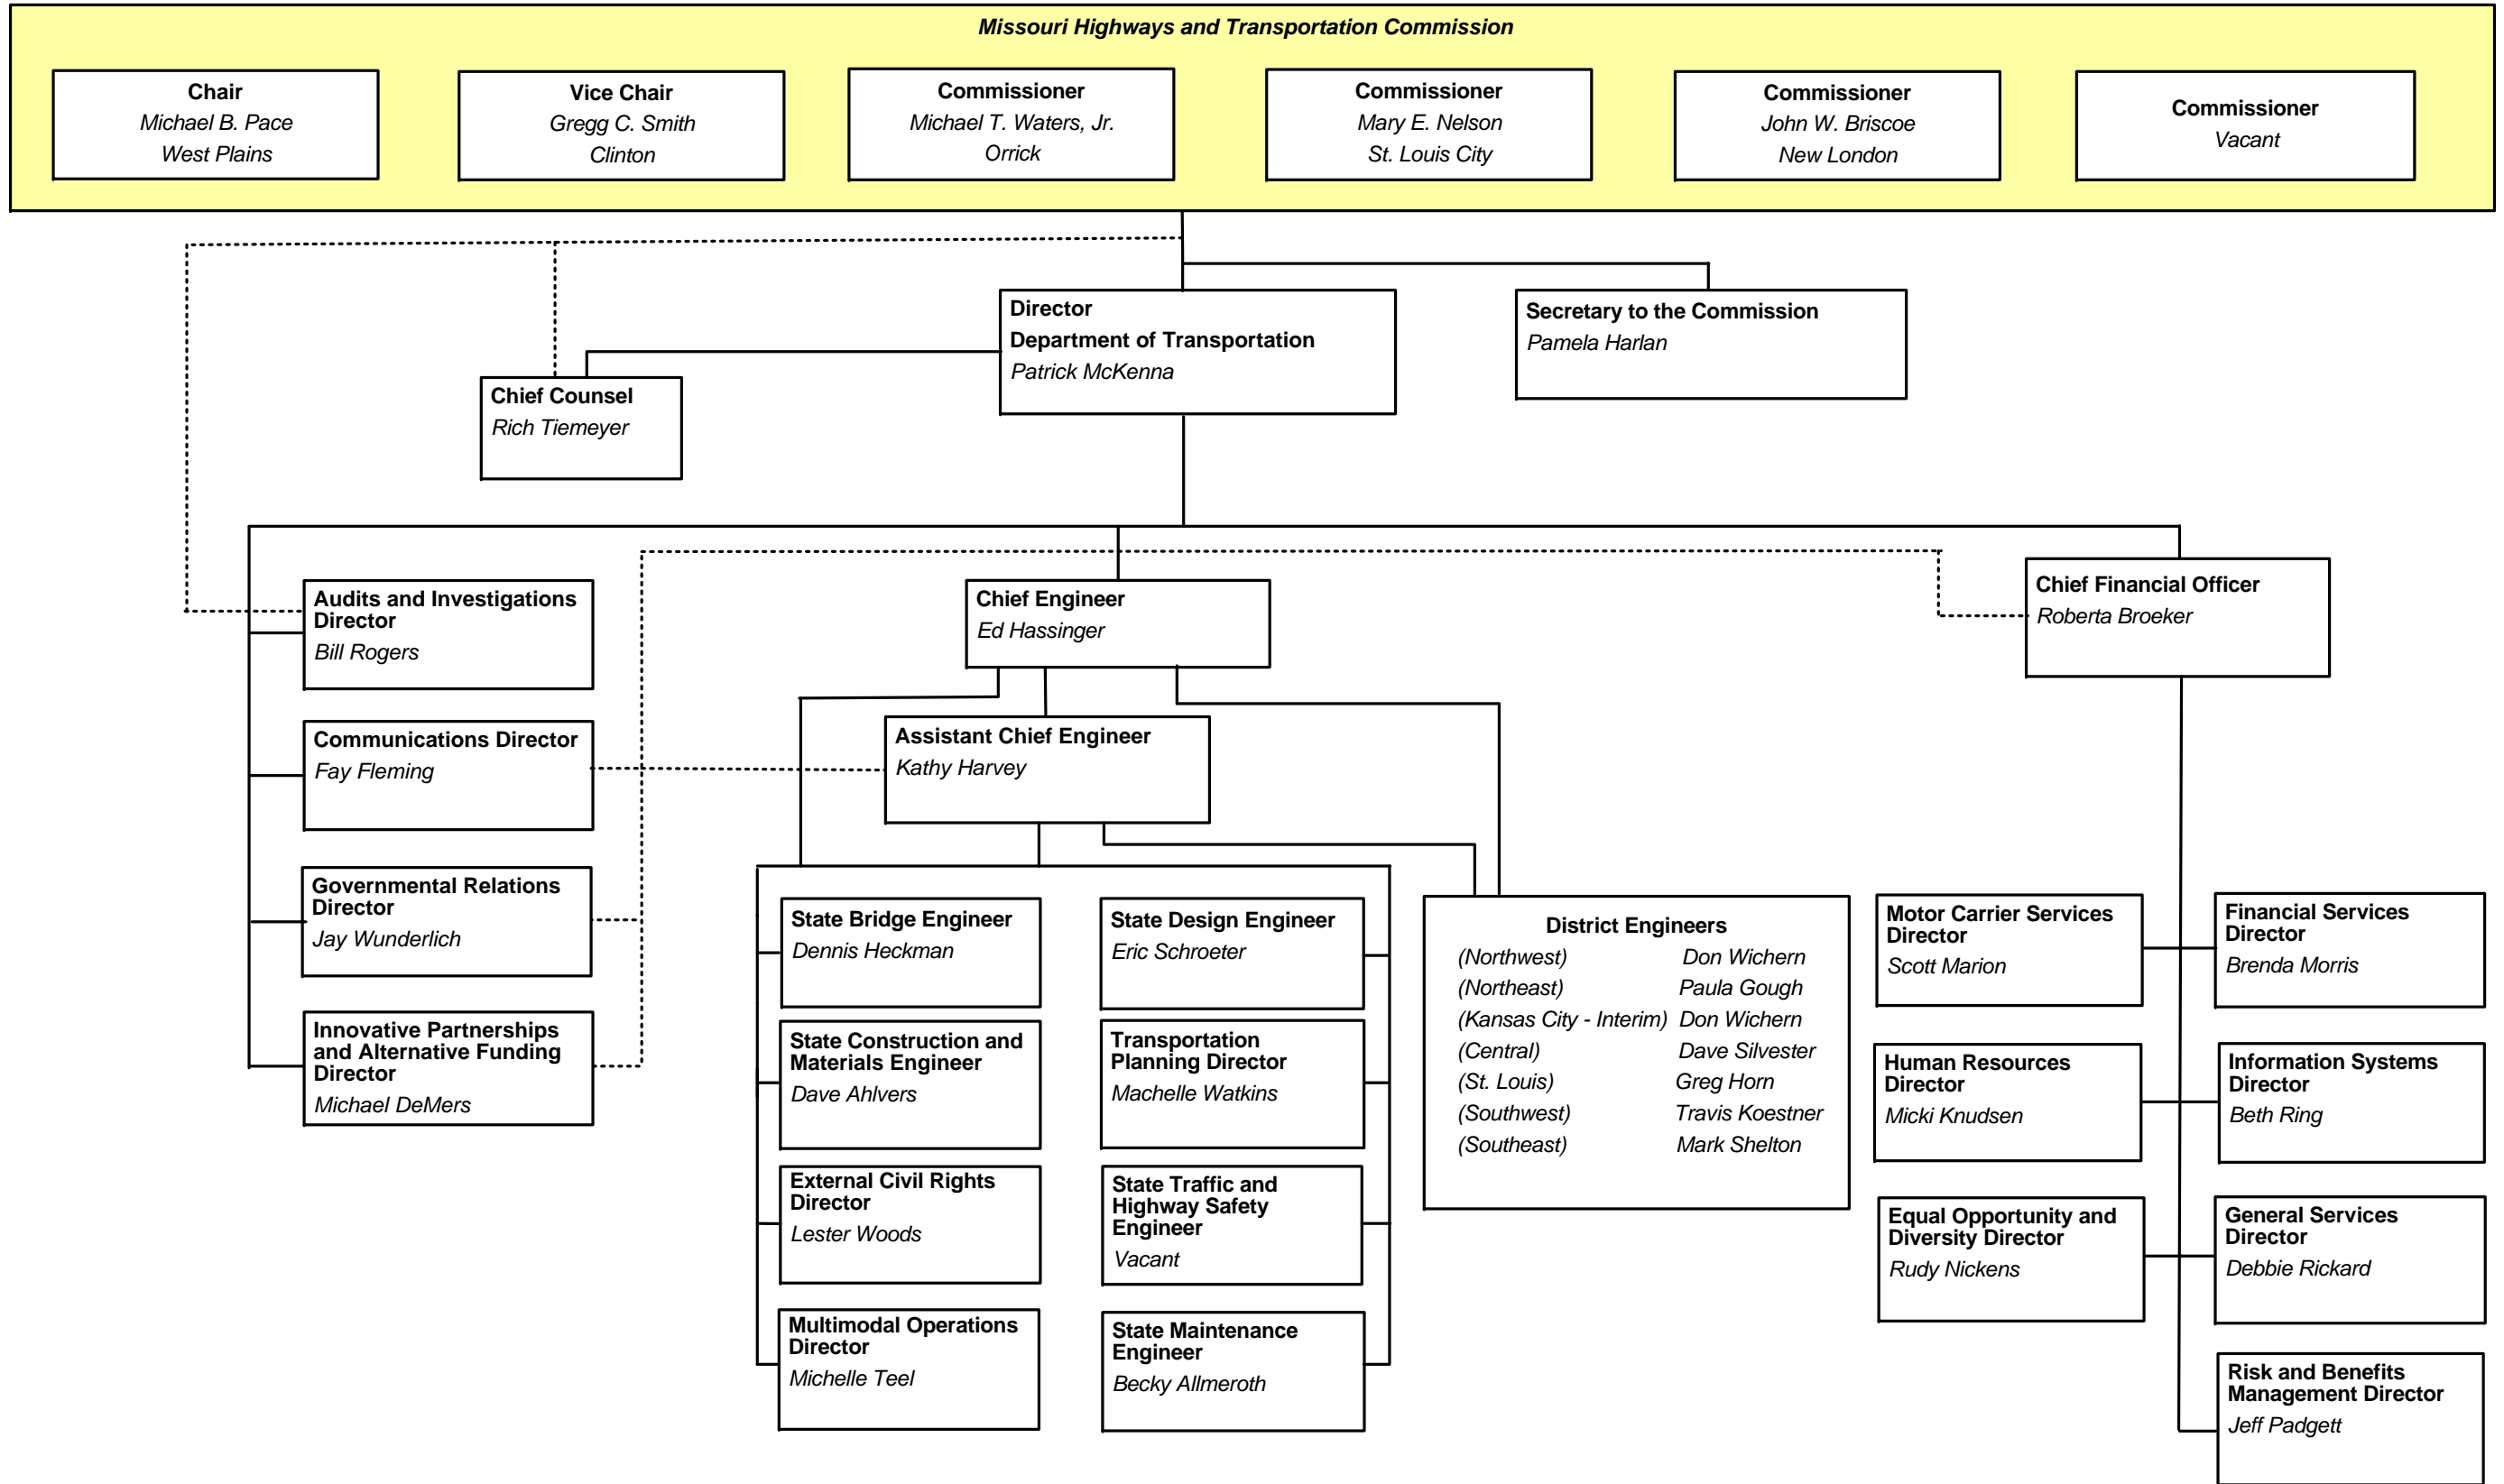 Missouri Highways and Transportation Commission
Chair
Michael B. Pace
West Plains
Vice Chair
Gregg C. Smith
Clinton
Commissioner
Michael T. Waters, Jr.
Orrick
Commissioner
Mary E. Nelson
St. Louis City
Commissioner
John W. Briscoe
New London
Commissioner
Vacant
Director
Department of Transportation
Patrick McKenna
Secretary to the Commission
Pamela Harlan
Chief Counsel
Rich Tiemeyer
Audits and Investigations
Director
Bill Rogers
Chief Engineer
Ed Hassinger
Chief Financial Officer
Roberta Broeker
Communications Director
Fay Fleming
Assistant Chief Engineer
Kathy Harvey
Governmental Relations
Director
Jay Wunderlich
Innovative Partnerships
and Alternative Funding
Director
Michael DeMers
State Bridge Engineer
Dennis Heckman
State Design Engineer
Eric Schroeter
State Construction and
Materials Engineer
Dave Ahlvers
Transportation
Planning Director
Machelle Watkins
External Civil Rights
Director
Lester Woods
State Traffic and
Highway Safety
Engineer
Vacant
Multimodal Operations
Director
Michelle Teel
State Maintenance
Engineer
Becky Allmeroth
District Engineers
(Northwest) Don Wichern
(Northeast) Paula Gough
(Kansas City - Interim) Don Wichern
(Central) Dave Silvester
(St. Louis) Greg Horn
(Southwest) Travis Koestner
(Southeast) Mark Shelton
Motor Carrier Services
Director
Scott Marion
Financial Services
Director
Brenda Morris
Human Resources
Director
Micki Knudsen
Information Systems
Director
Beth Ring
Equal Opportunity and
Diversity Director
Rudy Nickens
General Services
Director
Debbie Rickard
Risk and Benefits
Management Director
Jeff Padgett